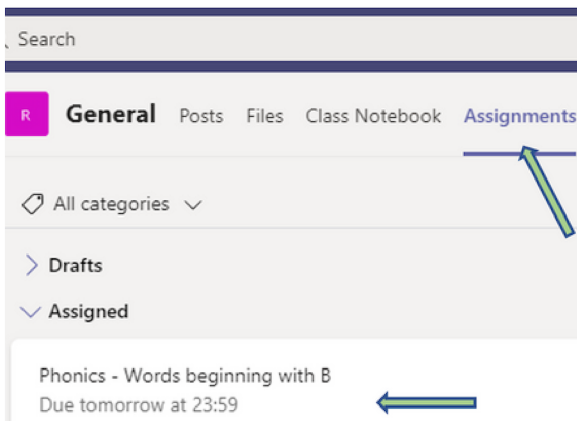 Search
R General Posts Files Class Notebook Assignments
All categories
Drafts
Assigned
Phonics - Words beginning with B
Due tomorrow at 23:59